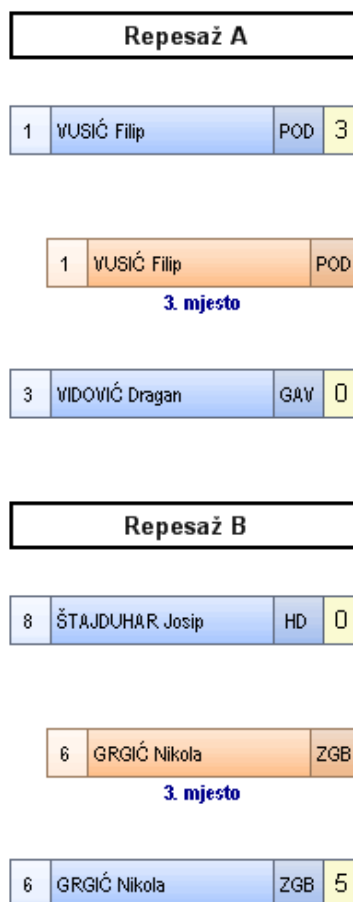 Repesaž A
1 VUSIĆ Filip POD 3
1 VUSIĆ Filip POD
3. mjesto
3 VIDOVIĆ Dragan GAV 0
Repesaž B
8 ŠTAJDUHAR Josip HD 0
6 GRGIĆ Nikola ZGB
3. mjesto
6 GRGIĆ Nikola ZGB 5